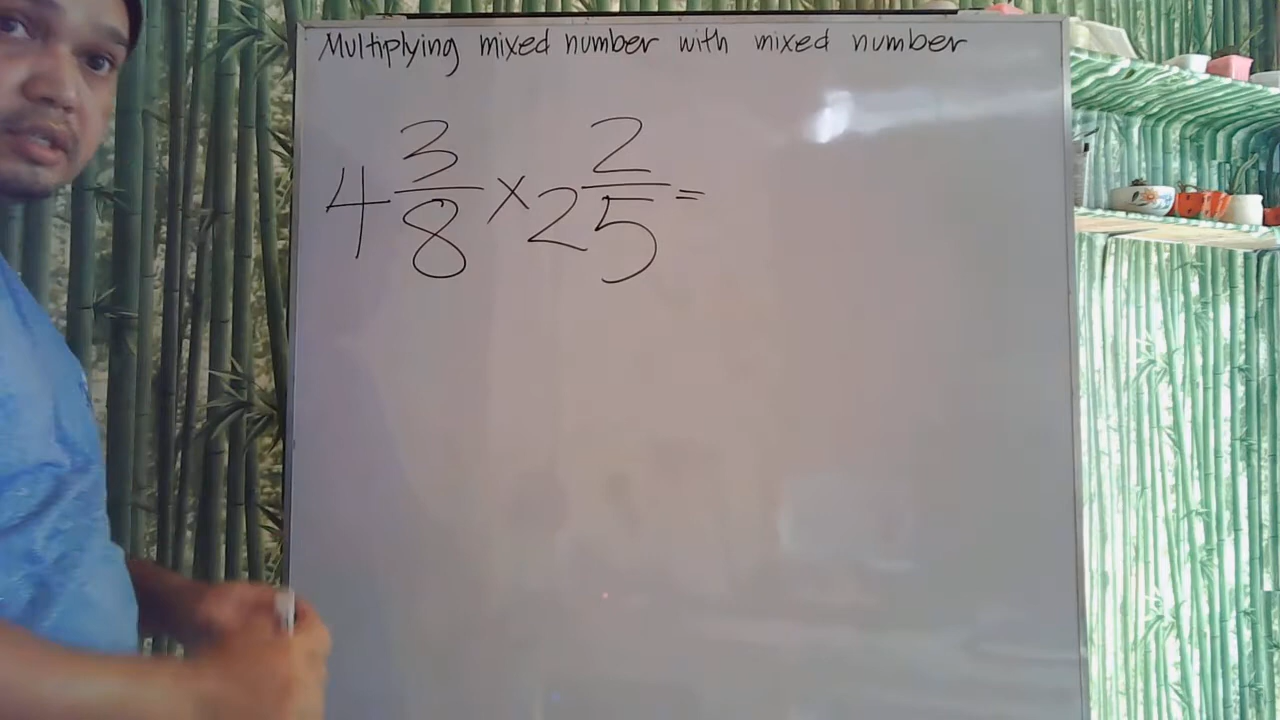 Multiplying mixed number with mixed number
4 3/8 × 2 2/5 =